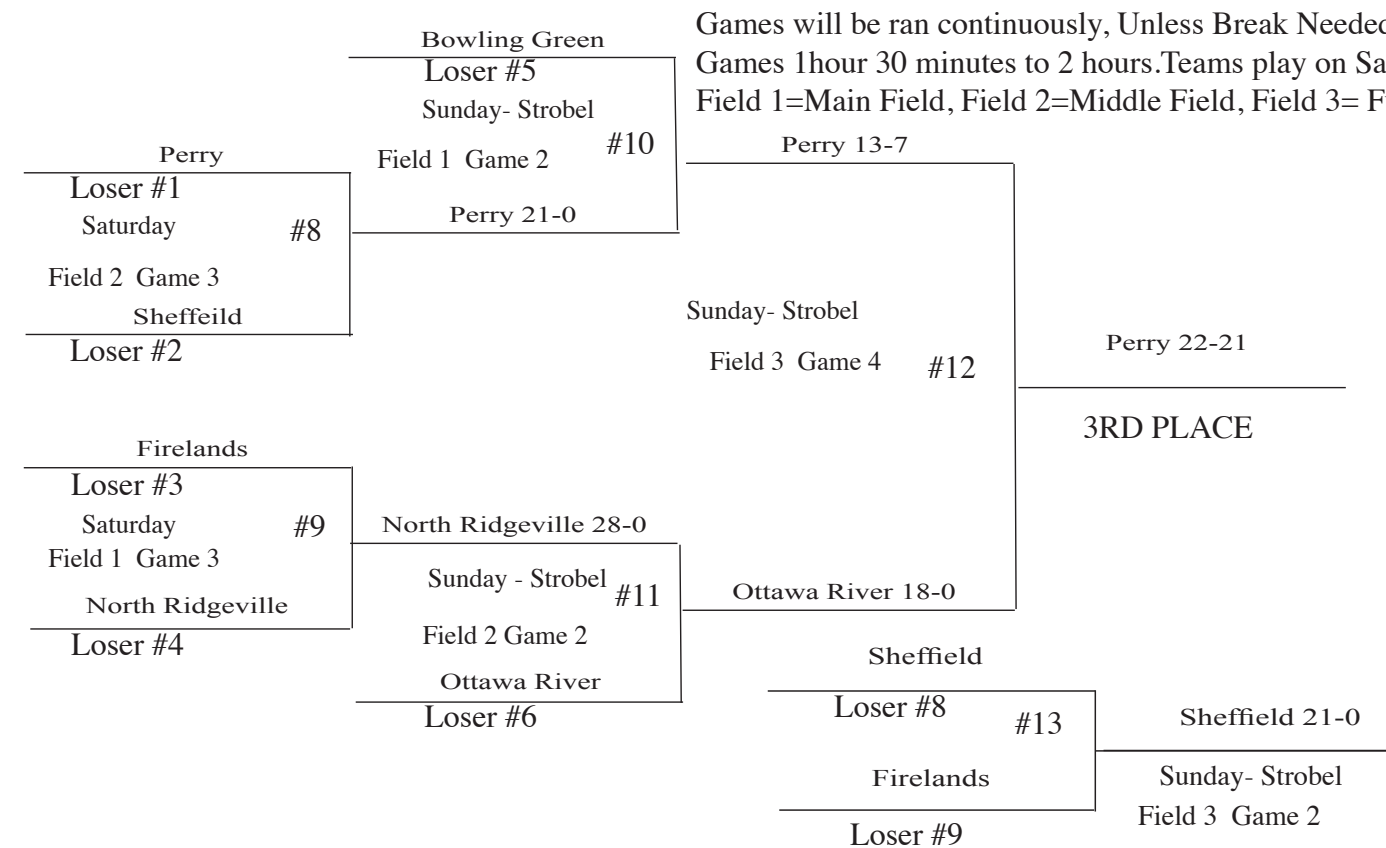 Games will be ran continuously, Unless Break Needed
Games 1hour 30 minutes to 2 hours.Teams play on Sa
Field 1=Main Field, Field 2=Middle Field, Field 3= F
Bowling Green
Loser #5
Sunday- Strobel
Field 1 Game 2
#10
Perry 21-0
Perry
Loser #1
Saturday
#8
Field 2 Game 3
Sheffeild
Loser #2
Perry 13-7
Sunday- Strobel
Field 3 Game 4
#12
Perry 22-21
3RD PLACE
Firelands
Loser #3
Saturday
#9
Field 1 Game 3
North Ridgeville
Loser #4
North Ridgeville 28-0
Sunday - Strobel
#11
Field 2 Game 2
Ottawa River
Loser #6
Ottawa River 18-0
Sheffield
Loser #8
#13
Firelands
Loser #9
Sheffield 21-0
Sunday- Strobel
Field 3 Game 2